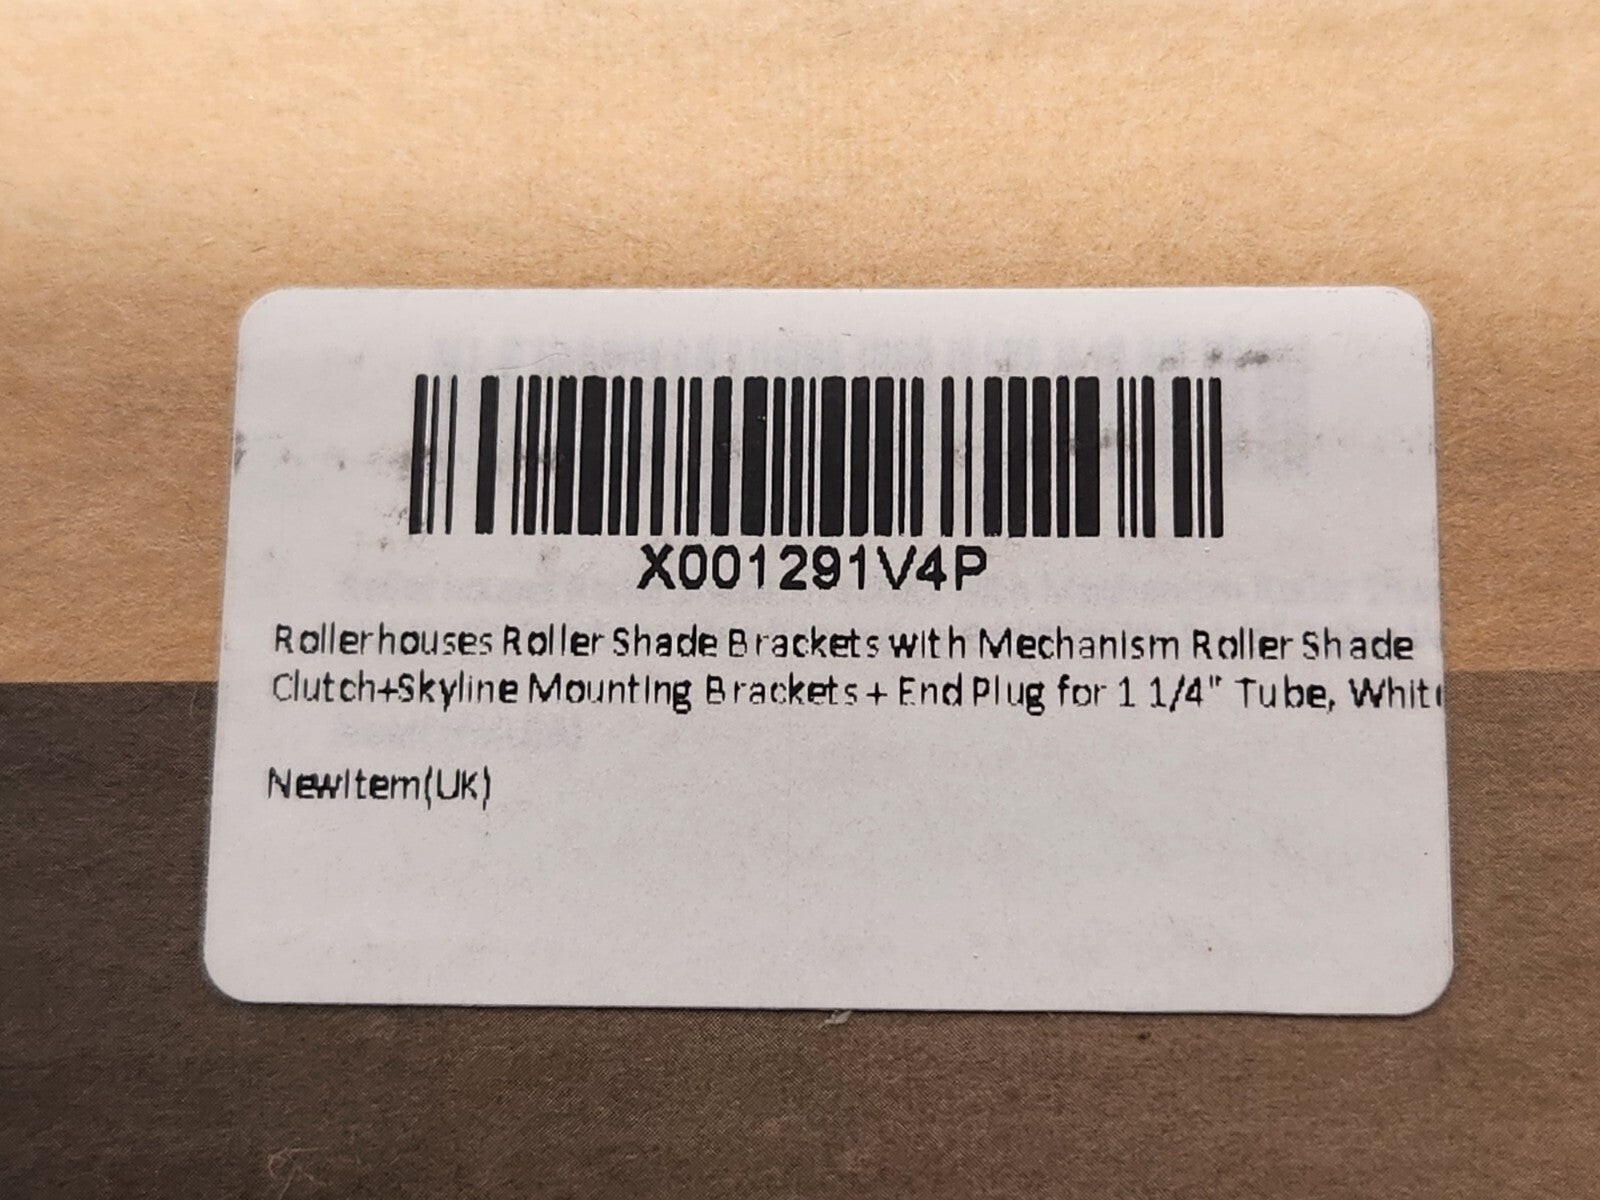 X001291V4P
Rollerhouses Roller Shade Brackets with Mechanism Roller Shade
Clutch+Skyline Mounting Brackets + End Plug for 1 1/4" Tube, White
NewItem(UK)